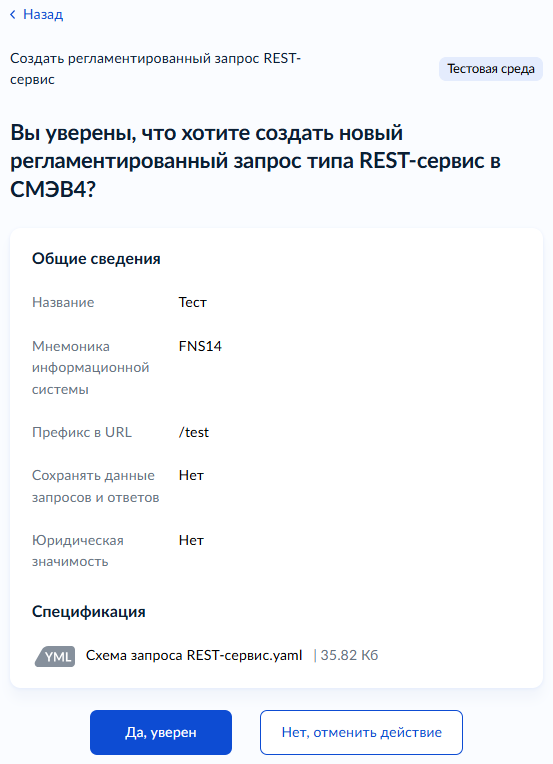 Назад
Создать регламентированный запрос REST-
сервис
Тестовая среда
Вы уверены, что хотите создать новый
регламентированный запрос типа REST-сервис в
СМЭВ4?
Общие сведения
Название
Тест
Мнемоника
информационной
системы
FNS14
Префикс в URL
/test
Сохранять данные
запросов и ответов
Нет
Юридическая
значимость
Нет
Спецификация
YML
Схема запроса REST-сервис.yaml | 35.82 Кб
Да, уверен
Нет, отменить действие